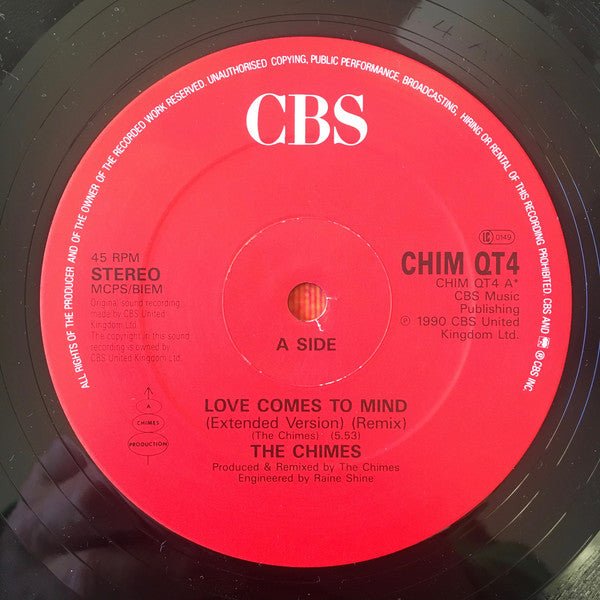 ALL RIGHTS OF THE PRODUCER AND OF THE OWNER OF THE RECORDED WORK RESERVED. UNAUTHORISED COPYING, PUBLIC PERFORMANCE, BROADCASTING, HIRING OR RENTAL OF THIS RECORDING PROHIBITED. CBS AND ® CBS INC.
CBS
45 RPM
STEREO
MCPS/BIEM
Original sound recording
made by CBS United
Kingdom Ltd.
The copyright in this sound
recording is owned by
CBS United Kingdom Ltd.
LC 0149
CHIM QT4
CHIM QT4 A*
CBS Music
Publishing
℗ 1990 CBS United
Kingdom Ltd.
A SIDE
A
CHIMES
PRODUCTION
LOVE COMES TO MIND
(Extended Version) (Remix)
(The Chimes) (5.53)
THE CHIMES
Produced & Remixed by The Chimes
Engineered by Raine Shine